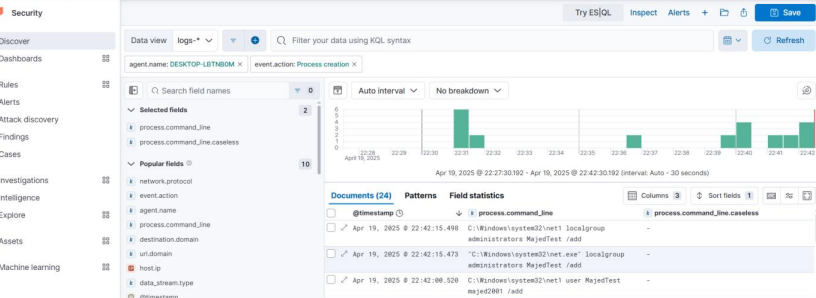 Security
Try ES|QL
Inspect
Alerts
Save
Discover
Dashboards
Rules
Alerts
Attack discovery
Findings
Cases
Investigations
Intelligence
Explore
Assets
Machine learning
Data view
logs-*
Filter your data using KQL syntax
Refresh
agent.name: DESKTOP-LBTNB0M ×
event.action: Process creation ×
Search field names
0
Selected fields
2
process.command_line
process.command_line.caseless
Popular fields
10
network.protocol
event.action
agent.name
process.command_line
destination.domain
url.domain
host.ip
data_stream.type
@timestamp
Auto interval
No breakdown
6
5
4
3
2
1
0
22:28 22:29 22:30 22:31 22:32 22:33 22:34 22:35 22:36 22:37 22:38 22:39 22:40 22:41 22:42
April 19, 2025
Apr 19, 2025 @ 22:27:30.192 - Apr 19, 2025 @ 22:42:30.192 (interval: Auto - 30 seconds)
Documents (24)
Patterns
Field statistics
Columns 3
Sort fields 1
@timestamp
process.command_line
process.command_line.caseless
Apr 19, 2025 @ 22:42:15.498 C:\Windows\system32\net1 localgroup -
administrators MajedTest /add
Apr 19, 2025 @ 22:42:15.473 "C:\Windows\system32\net.exe" localgroup -
administrators MajedTest /add
Apr 19, 2025 @ 22:42:00.520 C:\Windows\system32\net1 user MajedTest -
majed2001 /add